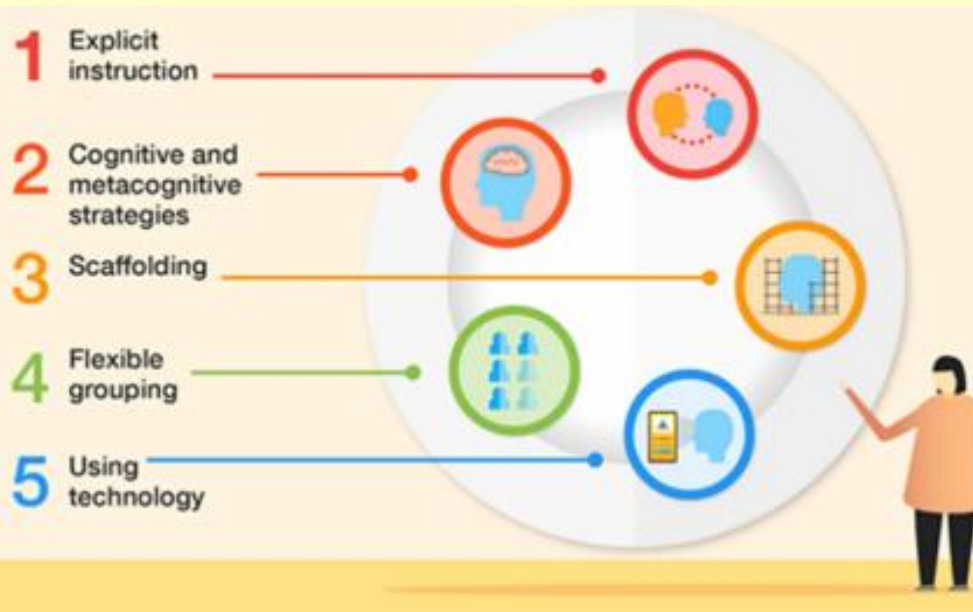 1 Explicit
instruction
2 Cognitive and
metacognitive
strategies
3 Scaffolding
4 Flexible
grouping
5 Using
technology